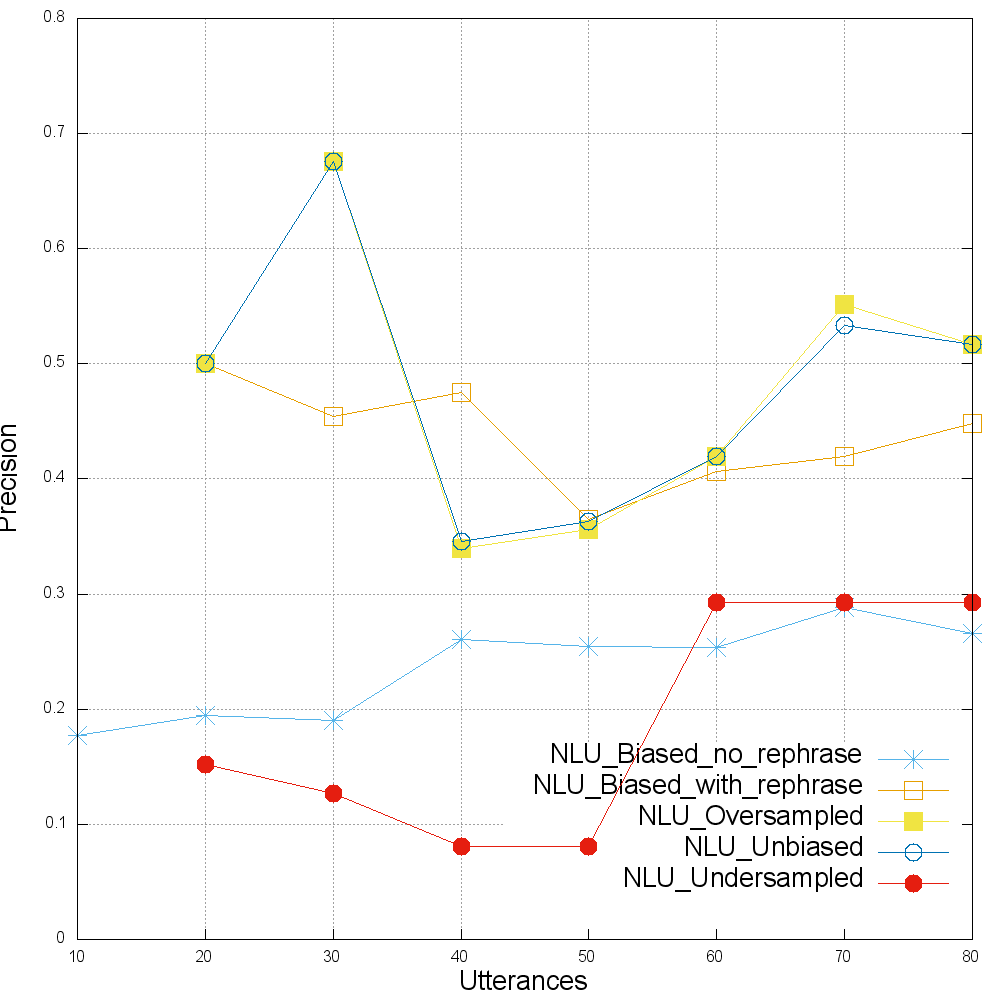 0.8
0.7
0.6
0.5
0.4
0.3
0.2
0.1
0
Precision
NLU_Biased_no_rephrase
NLU_Biased_with_rephrase
NLU_Oversampled
NLU_Unbiased
NLU_Undersampled
10 20 30 40 50 60 70 80
Utterances